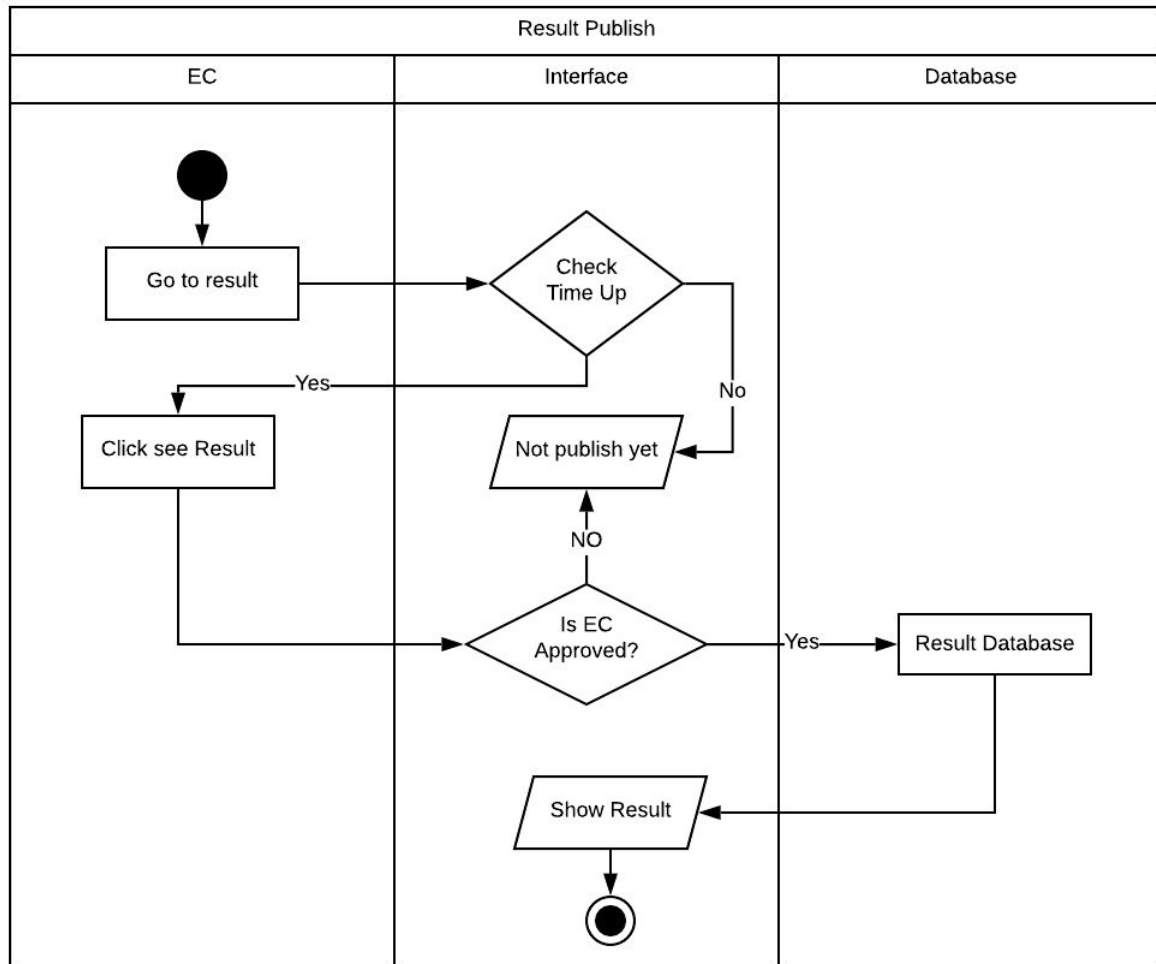 Result Publish
EC
Interface
Database
Go to result
Check
Time Up
Yes
No
Click see Result
Not publish yet
NO
Is EC
Approved?
Yes
Result Database
Show Result